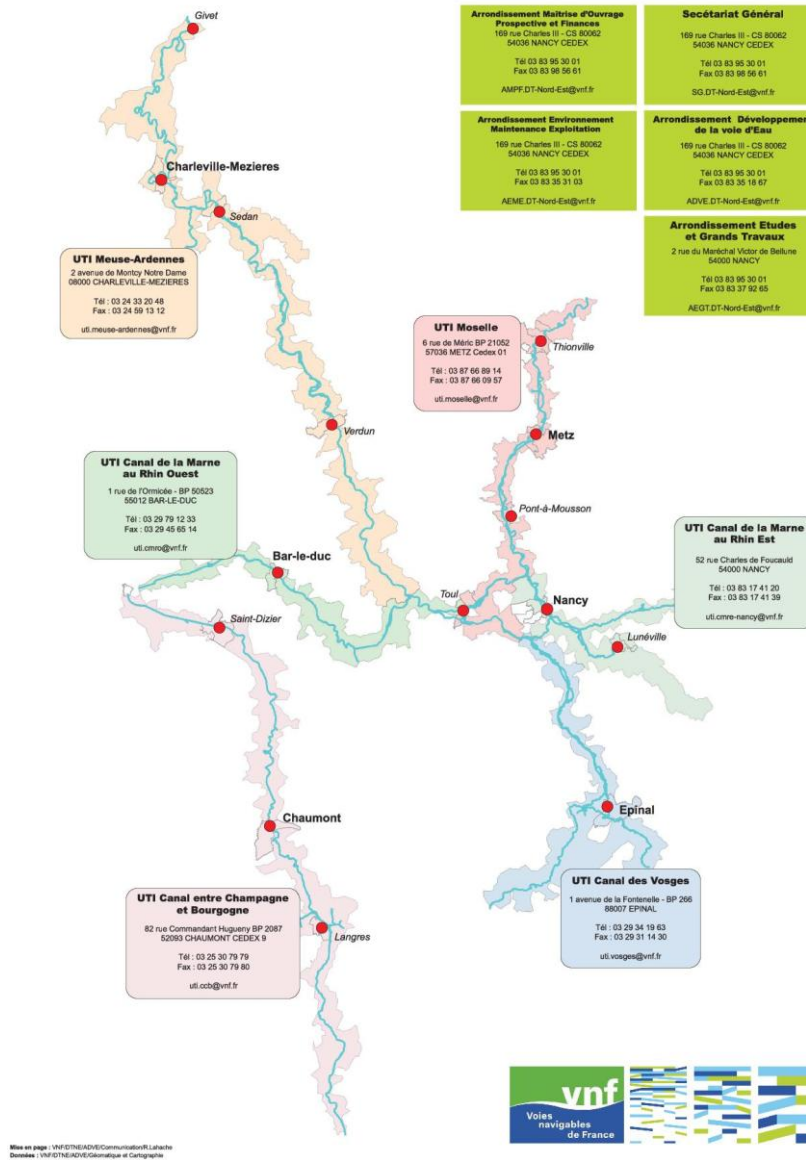 Givet
Charleville-Mezieres
Sedan
UTI Meuse-Ardennes
2 avenue de Montcy Notre Dame
08000 CHARLEVILLE-MEZIERES
Tél : 03 24 33 20 48
Fax : 03 24 59 13 12
uti.meuse-ardennes@vnf.fr
Arrondissement Maîtrise d'Ouvrage
Prospective et Finances
169 rue Charles III - CS 80062
54036 NANCY CEDEX
Tél 03 83 95 30 01
Fax 03 83 98 56 61
AMPF.DT-Nord-Est@vnf.fr
Secétariat Général
169 rue Charles III - CS 80062
54036 NANCY CEDEX
Tél 03 83 95 30 01
Fax 03 83 98 56 61
SG.DT-Nord-Est@vnf.fr
Arrondissement Environnement
Maintenance Exploitation
169 rue Charles III - CS 80062
54036 NANCY CEDEX
Tél 03 83 95 30 01
Fax 03 83 35 31 03
AEME.DT-Nord-Est@vnf.fr
Arrondissement Développemen
de la voie d'Eau
169 rue Charles III - CS 80062
54036 NANCY CEDEX
Tél 03 83 95 30 01
Fax 03 83 35 18 67
ADVE.DT-Nord-Est@vnf.fr
Arrondissement Etudes
et Grands Travaux
2 rue du Maréchal Victor de Bellune
54000 NANCY
Tél 03 83 95 30 01
Fax 03 83 37 92 65
AEGT.DT-Nord-Est@vnf.fr
UTI Moselle
6 rue de Méric BP 21052
57036 METZ Cedex 01
Tél : 03 87 66 89 14
Fax : 03 87 66 09 57
uti.moselle@vnf.fr
Thionville
Verdun
Metz
Pont-à-Mousson
UTI Canal de la Marne
au Rhin Ouest
1 rue de l'Ormicée - BP 50523
55012 BAR-LE-DUC
Tél : 03 29 79 12 33
Fax : 03 29 45 65 14
uti.cmro@vnf.fr
Bar-le-duc
Saint-Dizier
Toul
Nancy
Lunéville
UTI Canal de la Marne
au Rhin Est
52 rue Charles de Foucauld
54000 NANCY
Tél : 03 83 17 41 20
Fax : 03 83 17 41 39
uti.cmre-nancy@vnf.fr
Chaumont
Epinal
UTI Canal entre Champagne
et Bourgogne
82 rue Commandant Hugueny BP 2087
52093 CHAUMONT CEDEX 9
Tél : 03 25 30 79 79
Fax : 03 25 30 79 80
uti.ccb@vnf.fr
Langres
UTI Canal des Vosges
1 avenue de la Fontenelle - BP 266
88007 EPINAL
Tél : 03 29 34 19 63
Fax : 03 29 31 14 30
uti.vosges@vnf.fr
vnf
Voies
navigables
de France
Mise en page : VNF/DTNE/ADVE/Communication/R.Lahache
Données : VNF/DTNE/ADVE/Géomatique et Cartographie